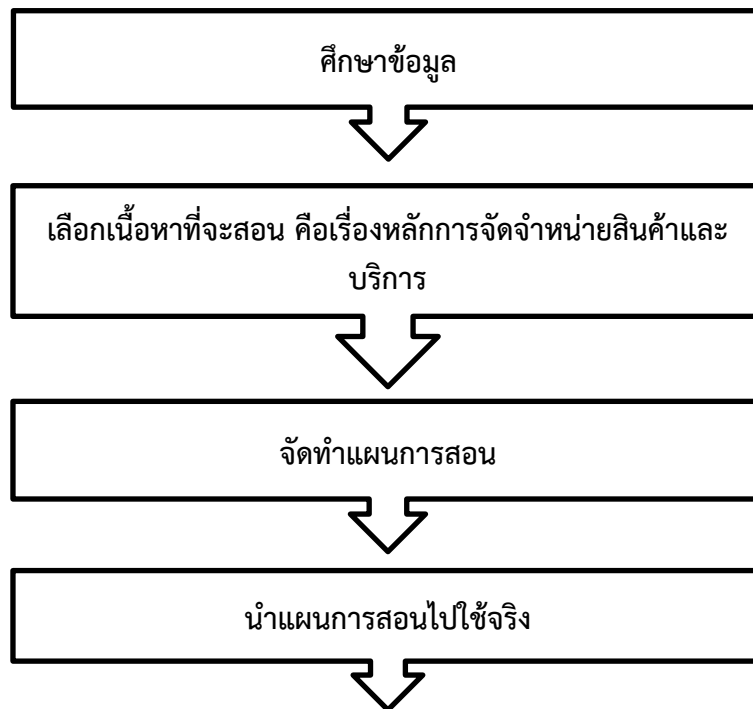 ศึกษาข้อมูล
เลือกเนื้อหาที่จะสอน คือเรื่องหลักการจัดจำหน่ายสินค้าและ
บริการ
จัดทำแผนการสอน
นำแผนการสอนไปใช้จริง